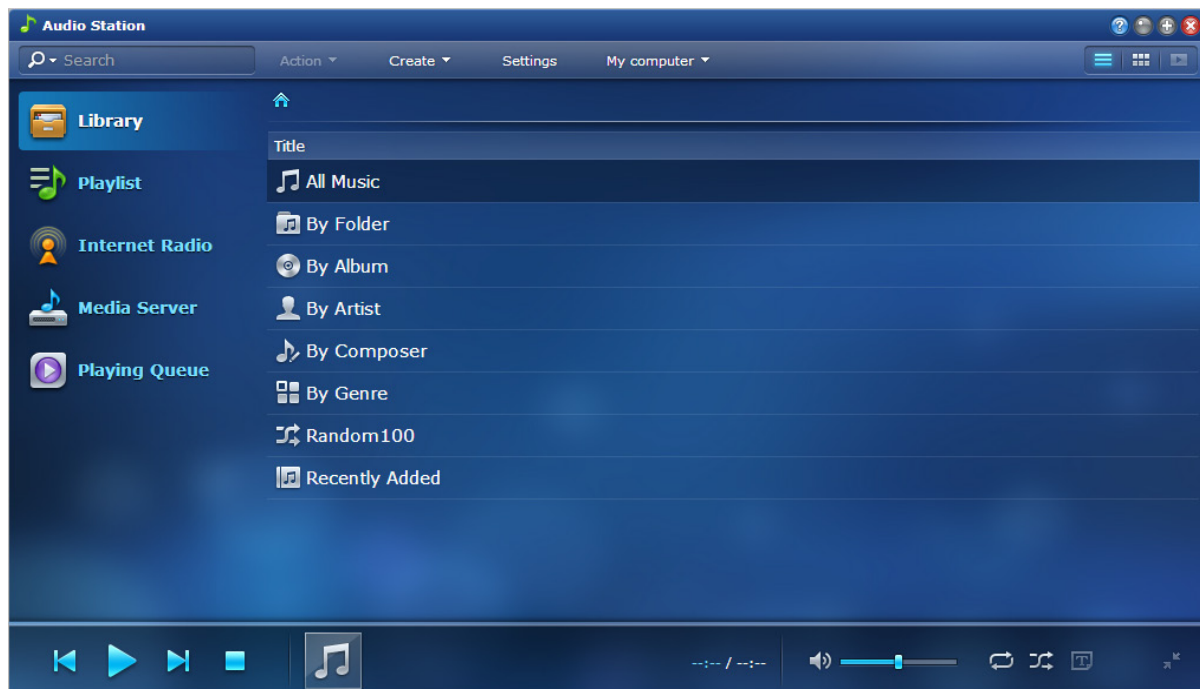 Audio Station
Search
Action
Create
Settings
My computer
Library
Playlist
Internet Radio
Media Server
Playing Queue
Title
All Music
By Folder
By Album
By Artist
By Composer
By Genre
Random100
Recently Added
--:-- / --:--
T